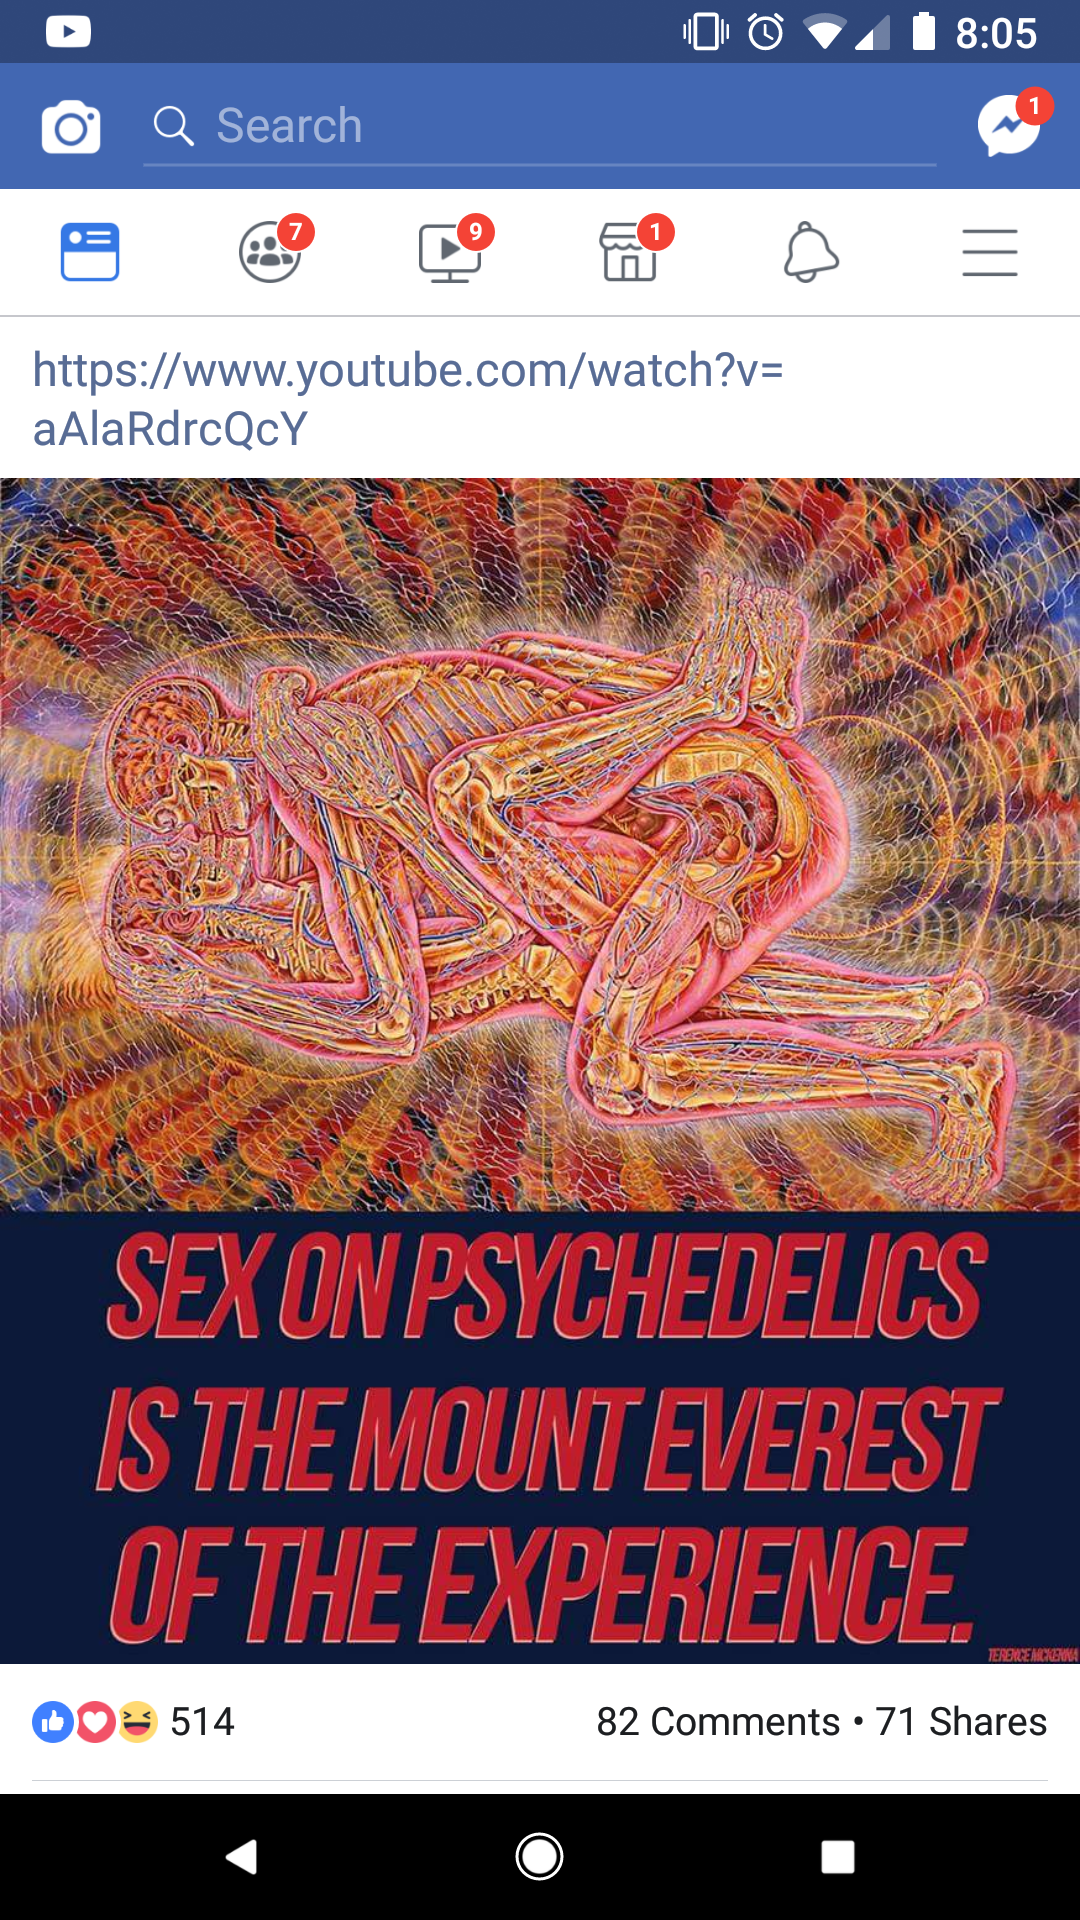 8:05
Search
1
7
9
1
https://www.youtube.com/watch?v=
aAlaRdrcQcY
SEX ON PSYCHEDELICS
IS THE MOUNT EVEREST
OF THE EXPERIENCE.
TERENCE MCKENNA
514
82 Comments • 71 Shares